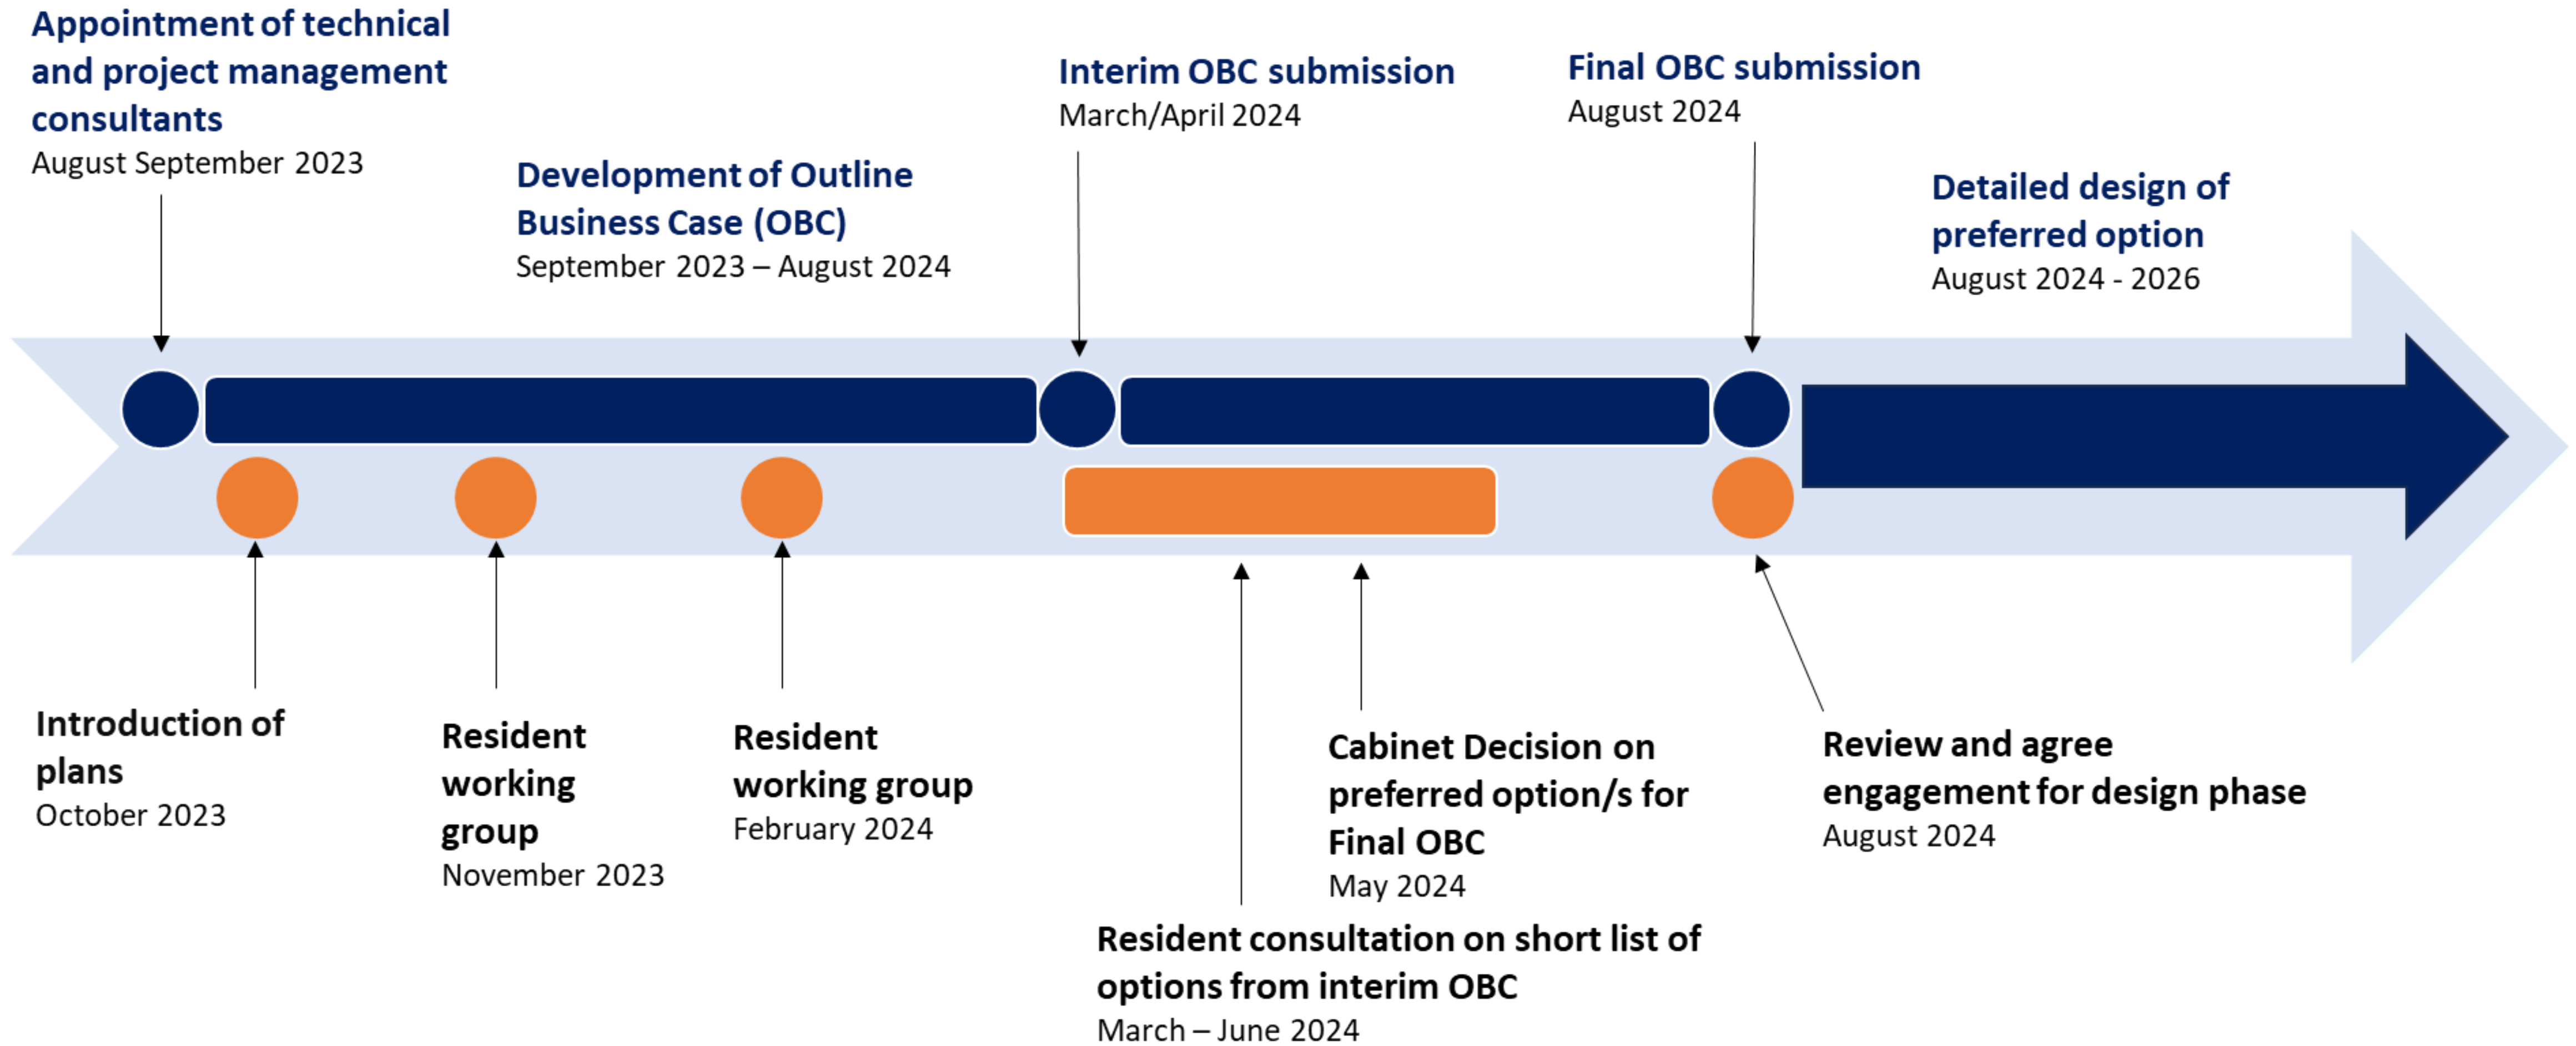 Appointment of technical
and project management
consultants
August September 2023
Development of Outline
Business Case (OBC)
September 2023 – August 2024
Interim OBC submission
March/April 2024
Final OBC submission
August 2024
Detailed design of
preferred option
August 2024 - 2026
Introduction of
plans
October 2023
Resident
working
group
November 2023
Resident
working group
February 2024
Resident consultation on short list of
options from interim OBC
March – June 2024
Cabinet Decision on
preferred option/s for
Final OBC
May 2024
Review and agree
engagement for design phase
August 2024